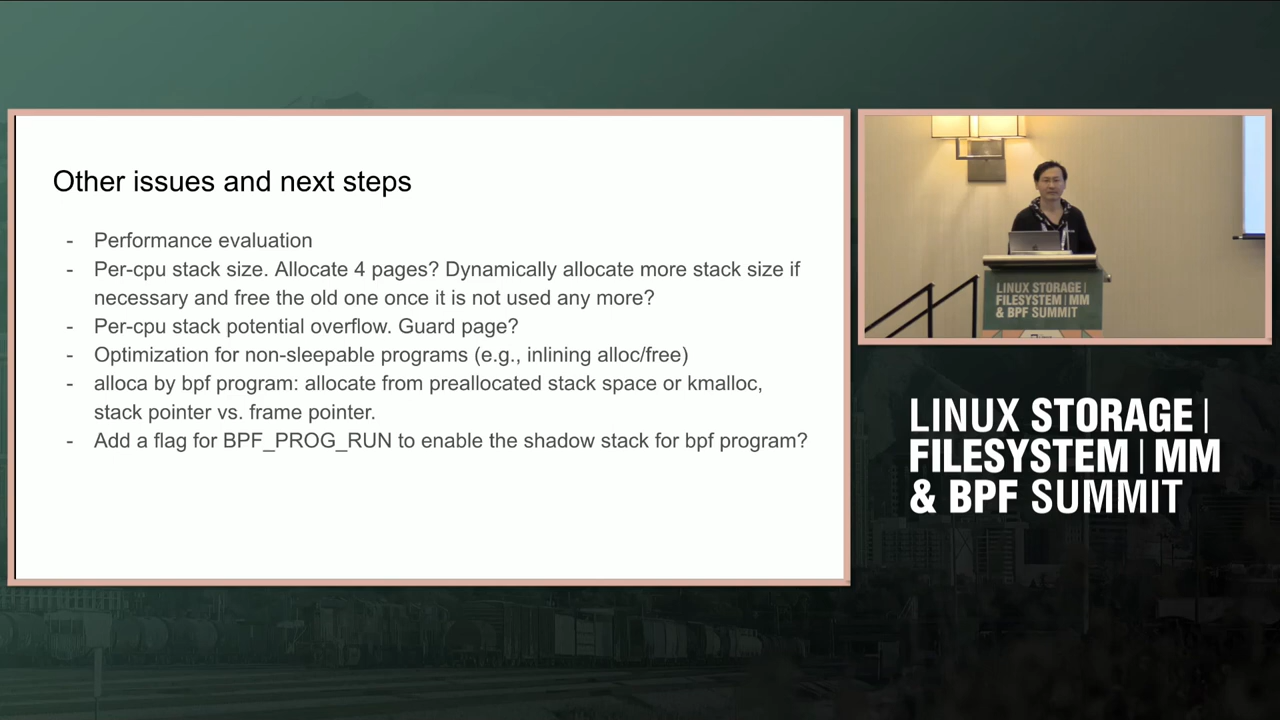 Other issues and next steps
- Performance evaluation
- Per-cpu stack size. Allocate 4 pages? Dynamically allocate more stack size if
necessary and free the old one once it is not used any more?
- Per-cpu stack potential overflow. Guard page?
- Optimization for non-sleepable programs (e.g., inlining alloc/free)
- alloca by bpf program: allocate from preallocated stack space or kmalloc,
stack pointer vs. frame pointer.
- Add a flag for BPF_PROG_RUN to enable the shadow stack for bpf program?
LINUX STORAGE |
FILESYSTEM | MM
& BPF SUMMIT
LINUX STORAGE |
FILESYSTEM | MM
& BPF SUMMIT